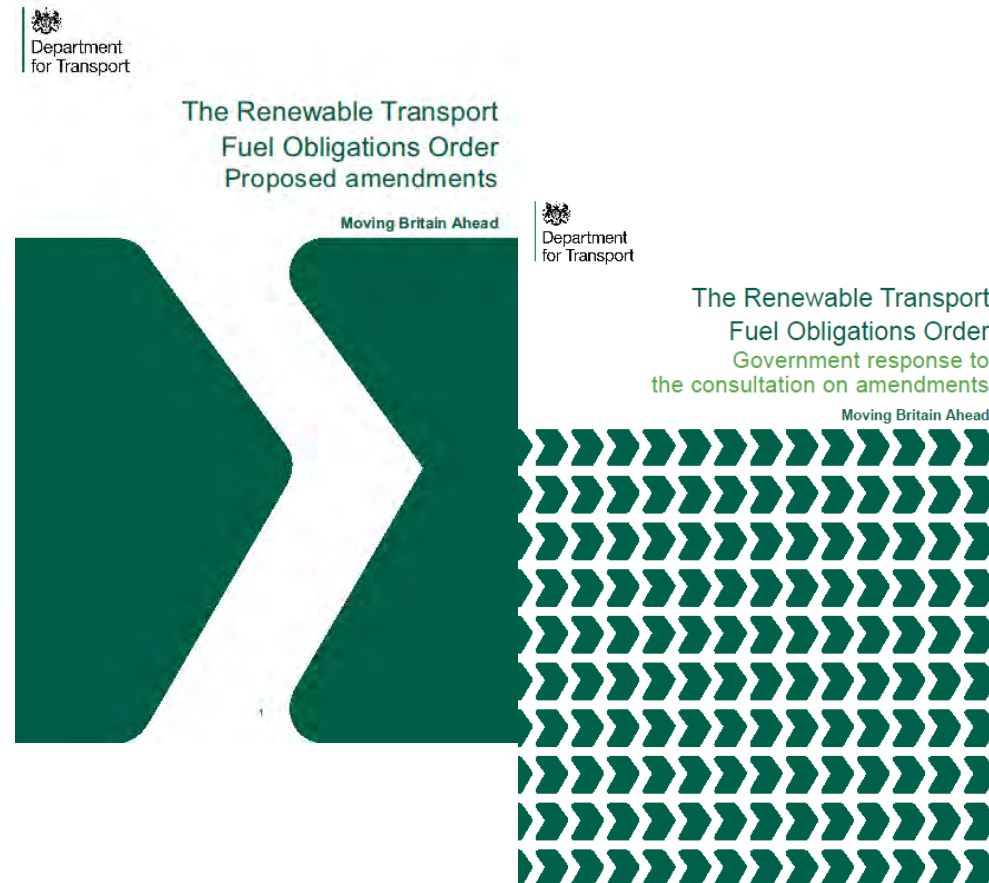 Department
for Transport
The Renewable Transport
Fuel Obligations Order
Proposed amendments
Moving Britain Ahead
1
Department
for Transport
The Renewable Transport
Fuel Obligations Order
Government response to
the consultation on amendments
Moving Britain Ahead